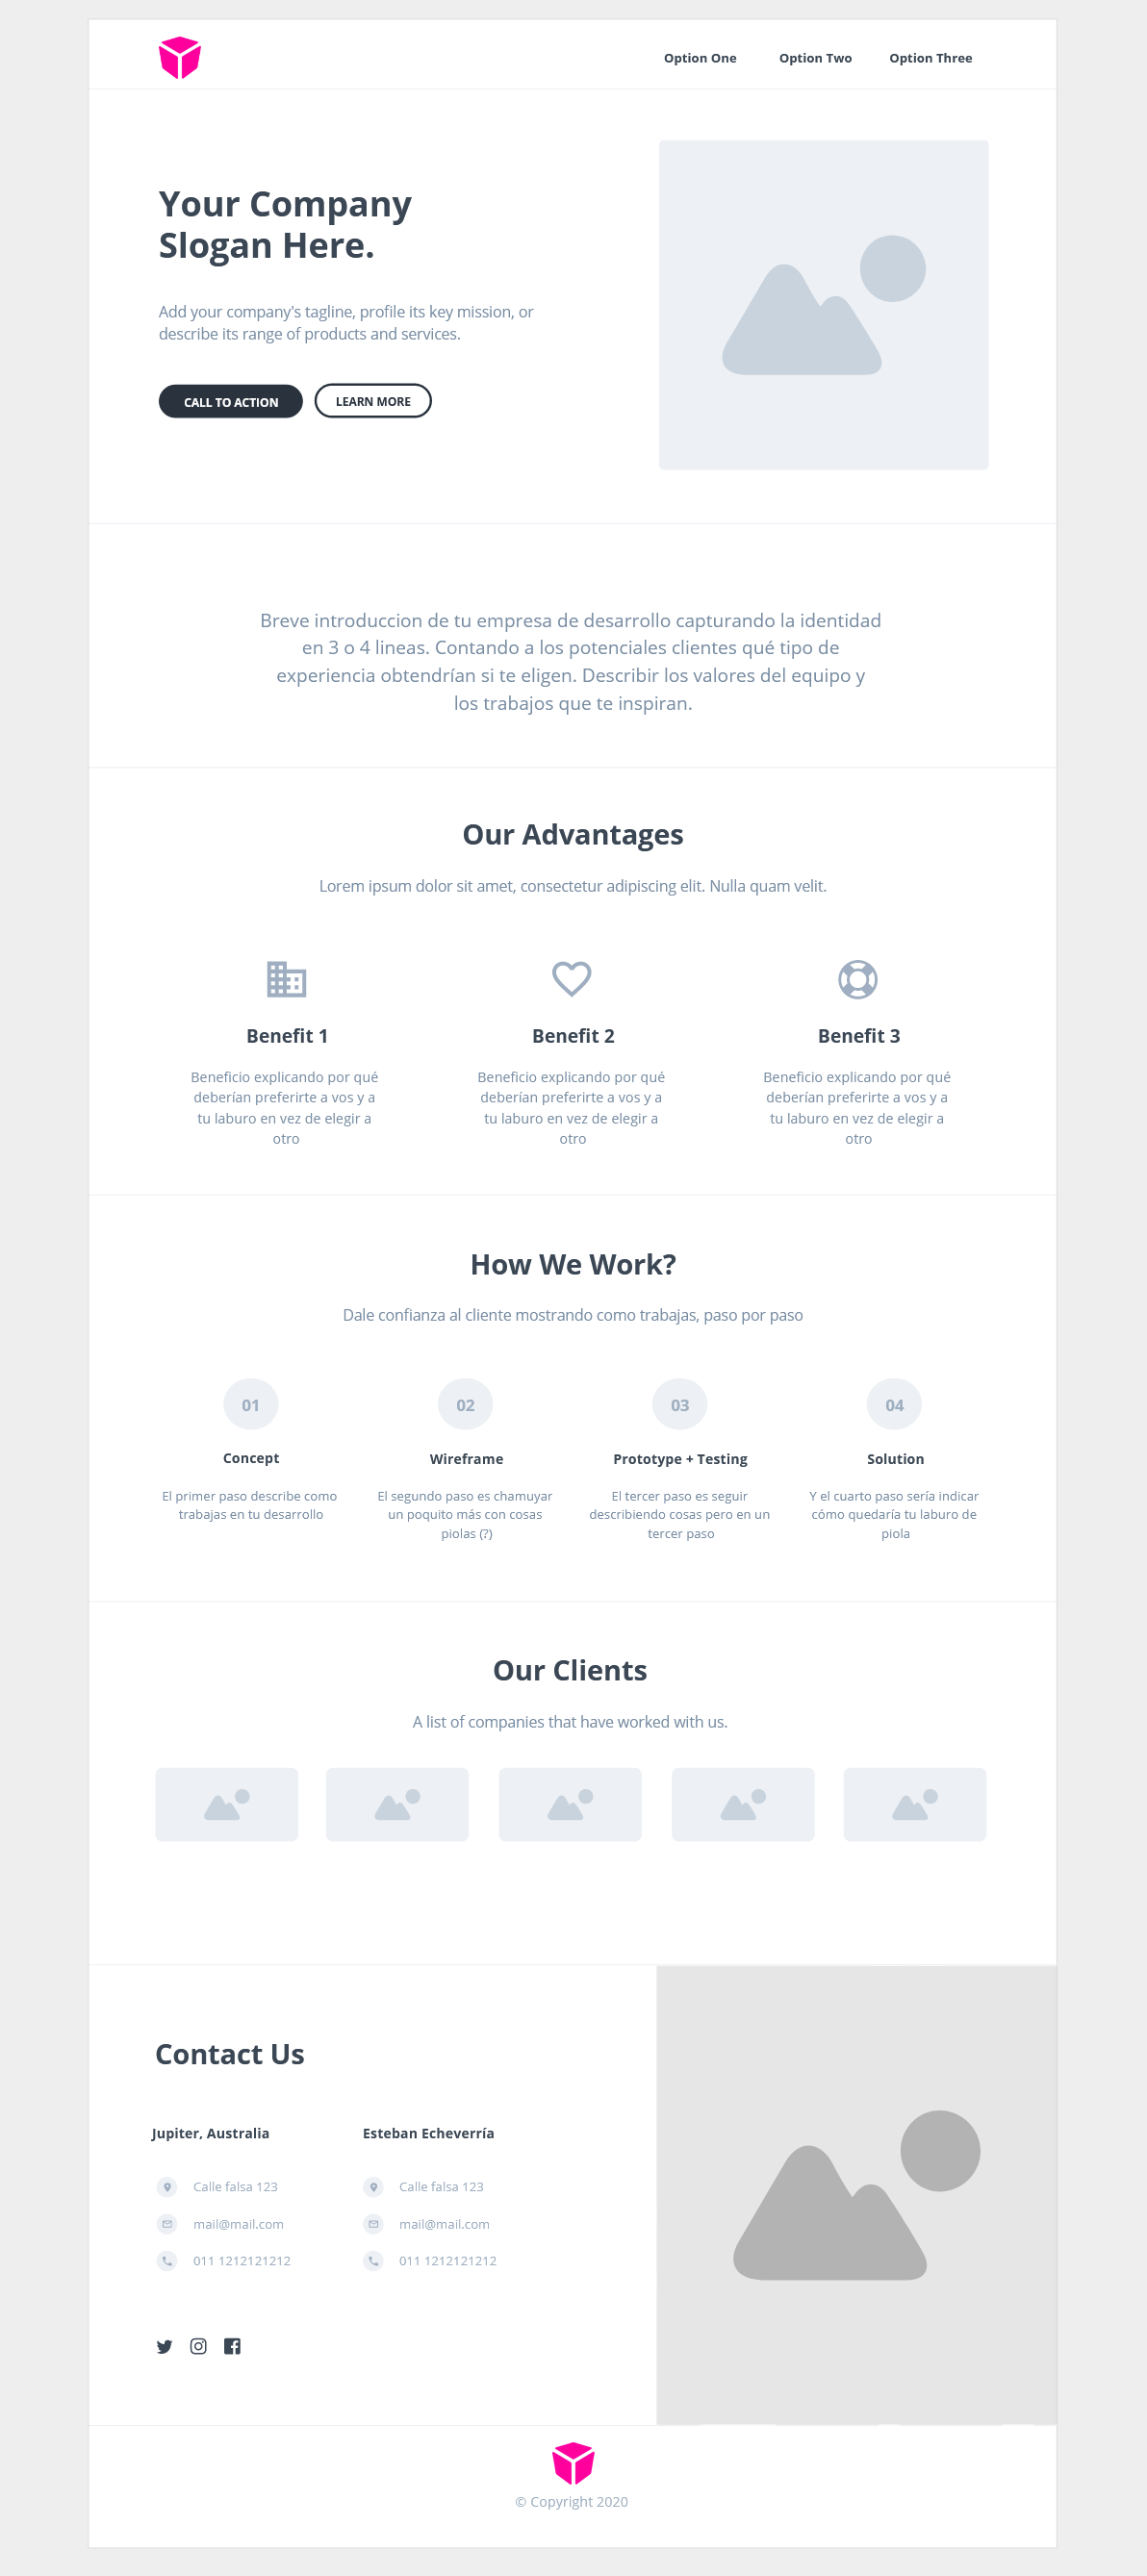 Option One
Option Two
Option Three
Your Company
Slogan Here.
Add your company's tagline, profile its key mission, or
describe its range of products and services.
CALL TO ACTION
LEARN MORE
Breve introduccion de tu empresa de desarrollo capturando la identidad
en 3 o 4 lineas. Contando a los potenciales clientes qué tipo de
experiencia obtendrían si te eligen. Describir los valores del equipo y
los trabajos que te inspiran.
Our Advantages
Lorem ipsum dolor sit amet, consectetur adipiscing elit. Nulla quam velit.
Benefit 1
Beneficio explicando por qué
deberían preferirte a vos y a
tu laburo en vez de elegir a
otro
Benefit 2
Beneficio explicando por qué
deberían preferirte a vos y a
tu laburo en vez de elegir a
otro
Benefit 3
Beneficio explicando por qué
deberían preferirte a vos y a
tu laburo en vez de elegir a
otro
How We Work?
Dale confianza al cliente mostrando como trabajas, paso por paso
01
Concept
El primer paso describe como
trabajas en tu desarrollo
02
Wireframe
El segundo paso es chamuyar
un poquito más con cosas
piolas (?)
03
Prototype + Testing
El tercer paso es seguir
describiendo cosas pero en un
tercer paso
04
Solution
Y el cuarto paso sería indicar
cómo quedaría tu laburo de
piola
Our Clients
A list of companies that have worked with us.
Contact Us
Jupiter, Australia
Calle falsa 123
mail@mail.com
011 1212121212
Esteban Echeverría
Calle falsa 123
mail@mail.com
011 1212121212
© Copyright 2020